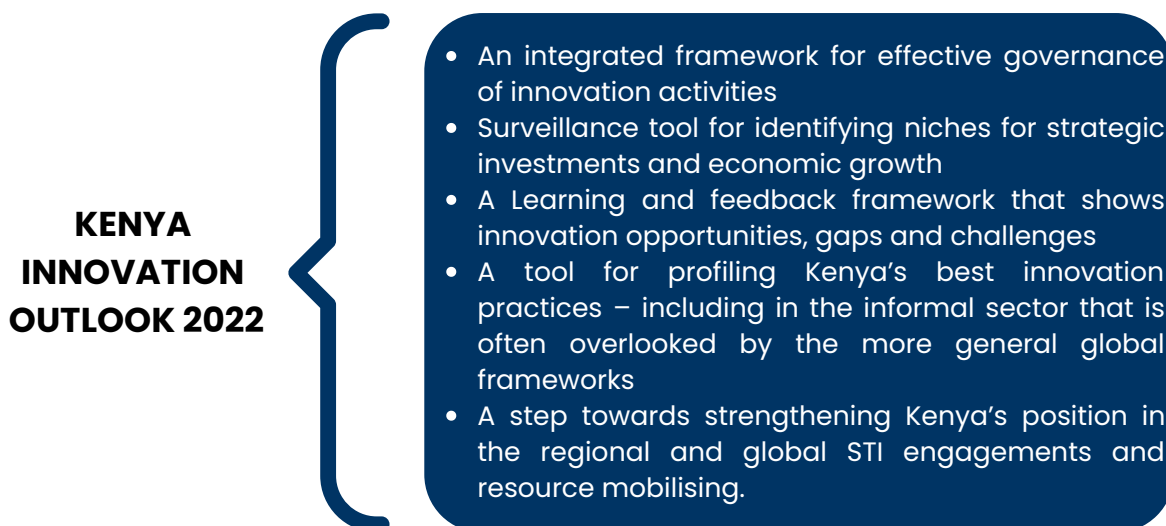 KENYA
INNOVATION
OUTLOOK 2022
• An integrated framework for effective governance
of innovation activities
• Surveillance tool for identifying niches for strategic
investments and economic growth
• A Learning and feedback framework that shows
innovation opportunities, gaps and challenges
• A tool for profiling Kenya’s best innovation
practices – including in the informal sector that is
often overlooked by the more general global
frameworks
• A step towards strengthening Kenya’s position in
the regional and global STI engagements and
resource mobilising.